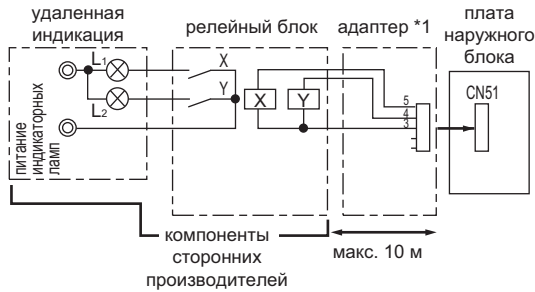 удаленная
индикация
релейный блок
адаптер *1
плата
наружного
блока
L1
X
Y
L2
X
Y
5
4
3
CN51
питание
индикаторных
ламп
компоненты
сторонних
производителей
макс. 10 м